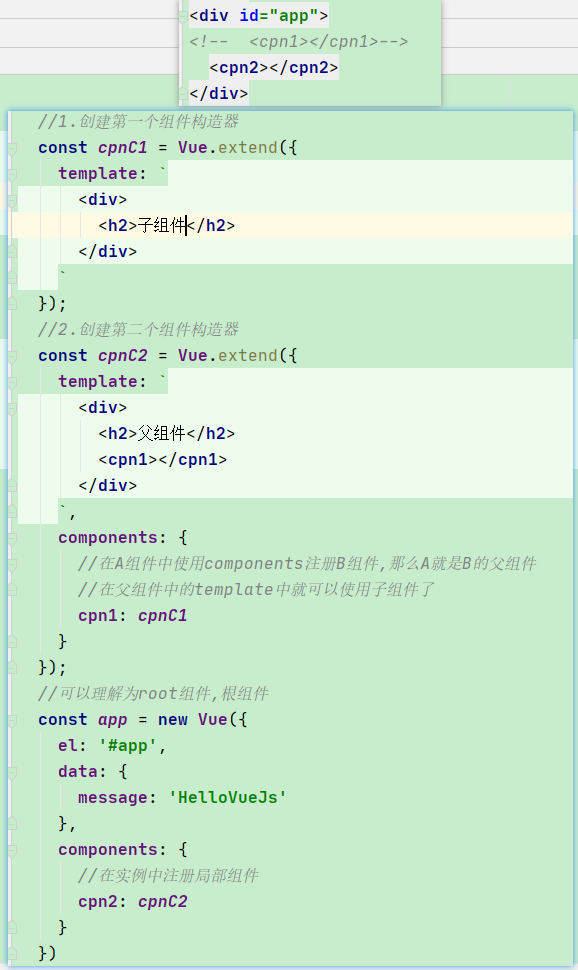 <div id="app">
<!--  <cpn1></cpn1>-->
  <cpn2></cpn2>
</div>
//1.创建第一个组件构造器
const cpnC1 = Vue.extend({
  template: `
    <div>
      <h2>子组件</h2>
    </div>
  `
});
//2.创建第二个组件构造器
const cpnC2 = Vue.extend({
  template: `
    <div>
      <h2>父组件</h2>
      <cpn1></cpn1>
    </div>
  `,
  components: {
    //在A组件中使用components注册B组件,那么A就是B的父组件
    //在父组件中的template中就可以使用子组件了
    cpn1: cpnC1
  }
});
//可以理解为root组件,根组件
const app = new Vue({
  el: '#app',
  data: {
    message: 'HelloVueJs'
  },
  components: {
    //在实例中注册局部组件
    cpn2: cpnC2
  }
})